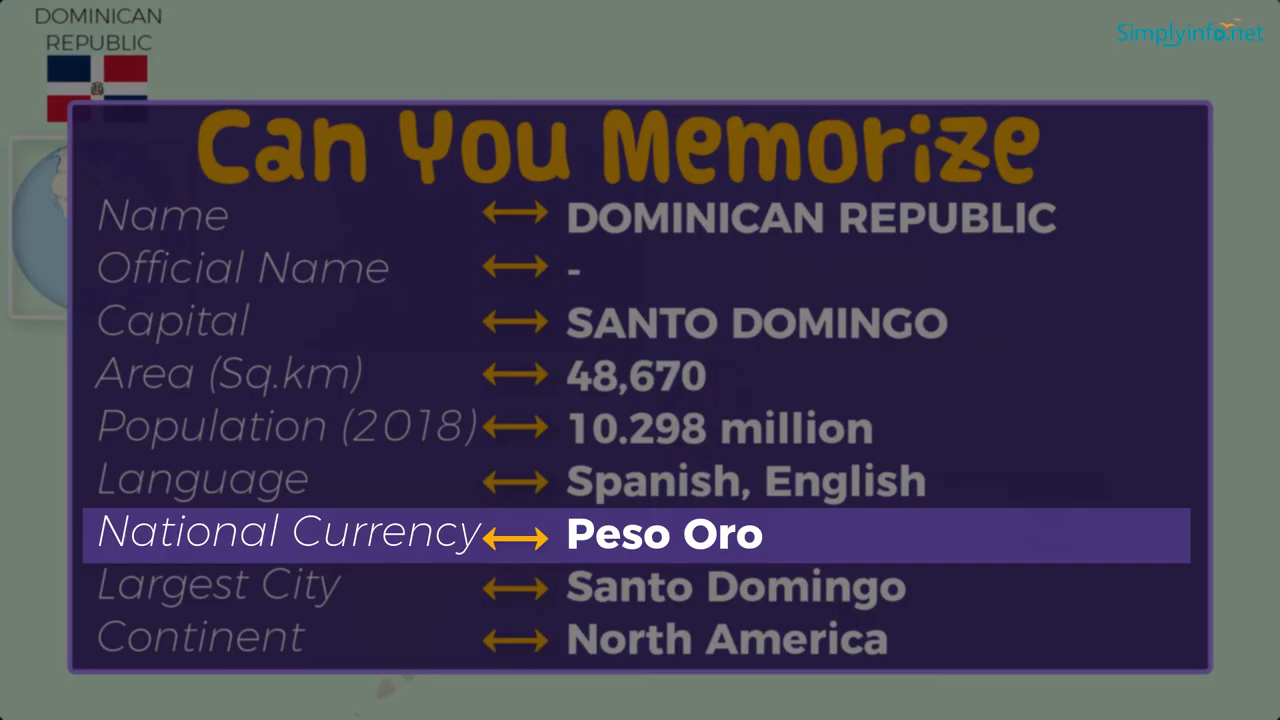 DOMINICAN
REPUBLIC
Simplyinfo.net
Can You Memorize
Name ↔ DOMINICAN REPUBLIC
Official Name ↔ -
Capital ↔ SANTO DOMINGO
Area (Sq.km) ↔ 48,670
Population (2018) ↔ 10.298 million
Language ↔ Spanish, English
National Currency ↔ Peso Oro
Largest City ↔ Santo Domingo
Continent ↔ North America